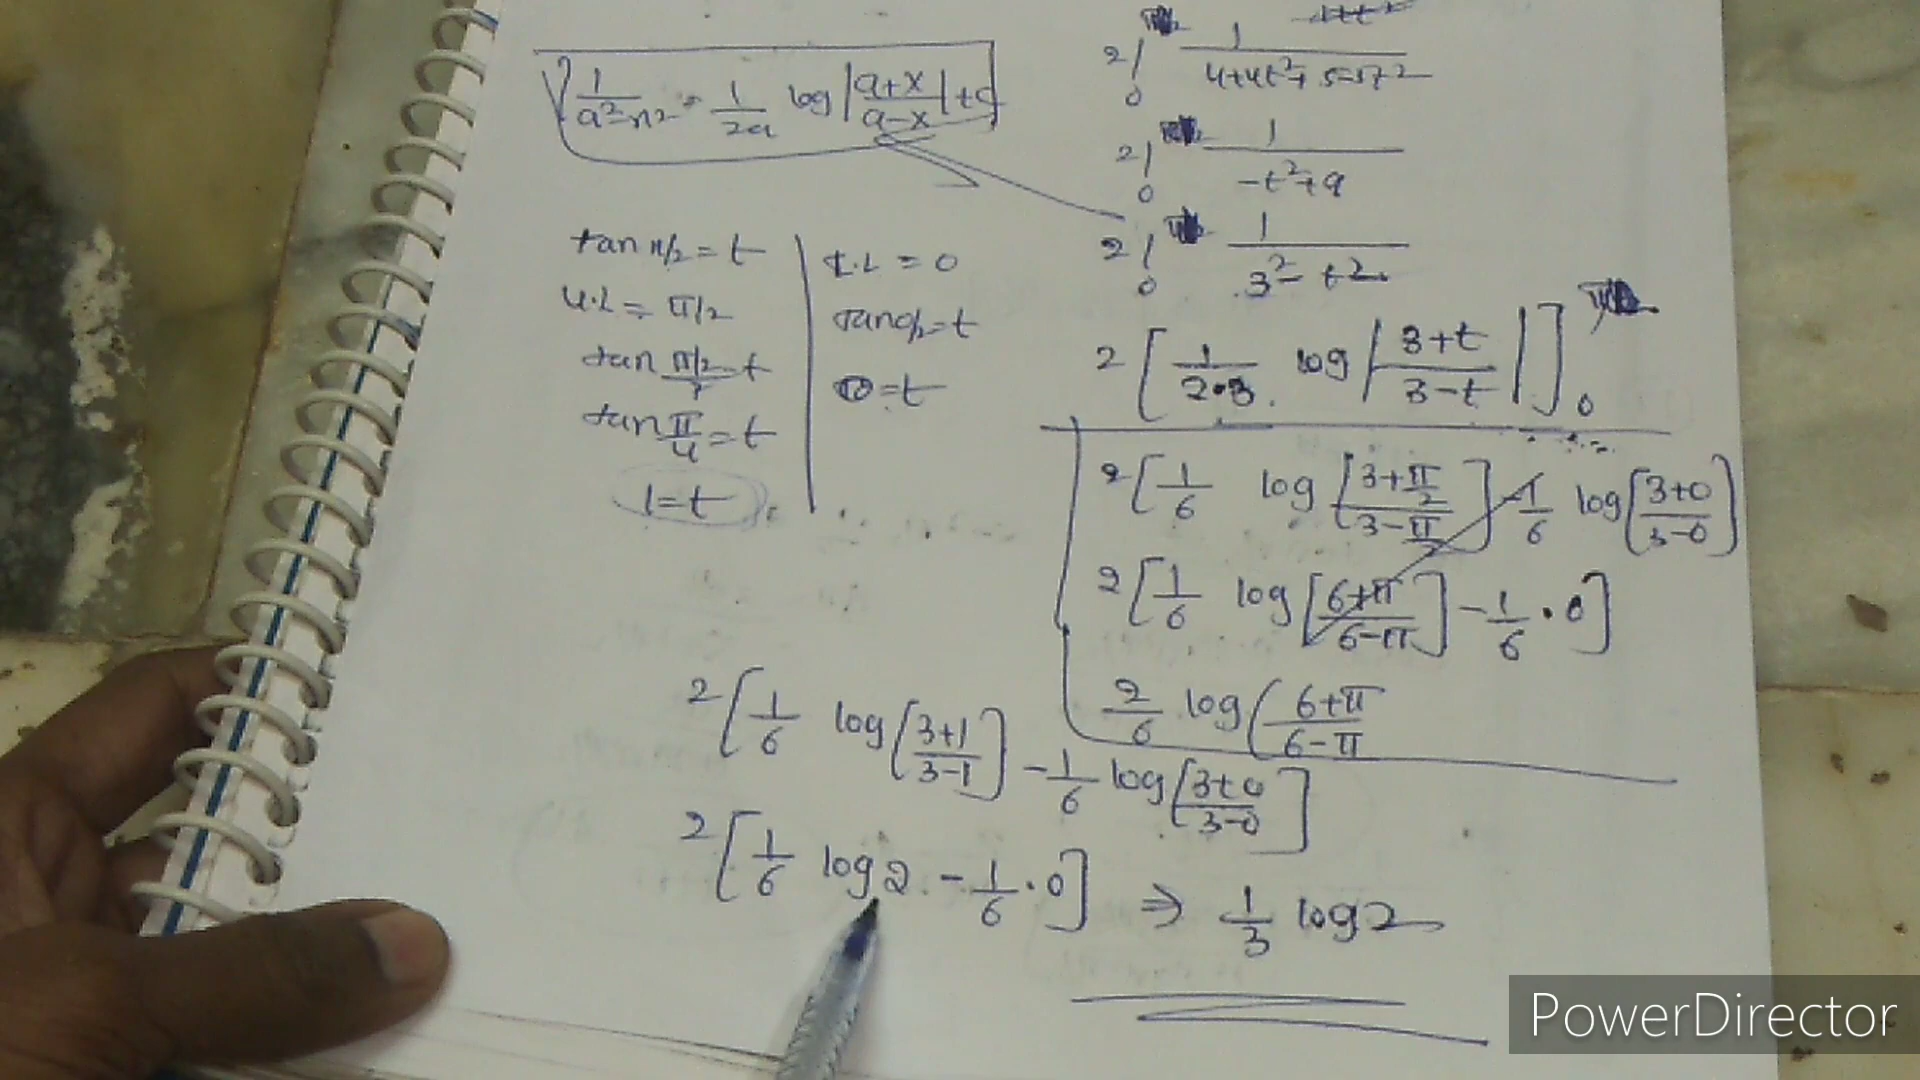 ∫ 1/(a²-x²) = 1/2a log |a+x/a-x| + c
tan x/2 = t
U.L = π/2
tan (π/2)/2 = t
tan π/4 = t
1 = t
L.L = 0
tan 0/2 = t
0 = t
2 ∫₀ 1/(4+4t²+5-5t²)
2 ∫₀ 1/(-t²+9)
2 ∫₀ 1/(3²-t²)
2 [ 1/2·3 log | 3+t/3-t | ]₀
2 [ 1/6 log [ 3+π/2 / 3-π/2 ] - 1/6 log [ 3+0/3-0 ]
2 [ 1/6 log [ 6+π/6-π ] - 1/6 · 0 ]
2/6 log ( 6+π/6-π
2 [ 1/6 log [ 3+1/3-1 ] - 1/6 log [ 3+0/3-0 ] ]
2 [ 1/6 log 2 - 1/6 · 0 ] ⇒ 1/3 log 2
PowerDirector